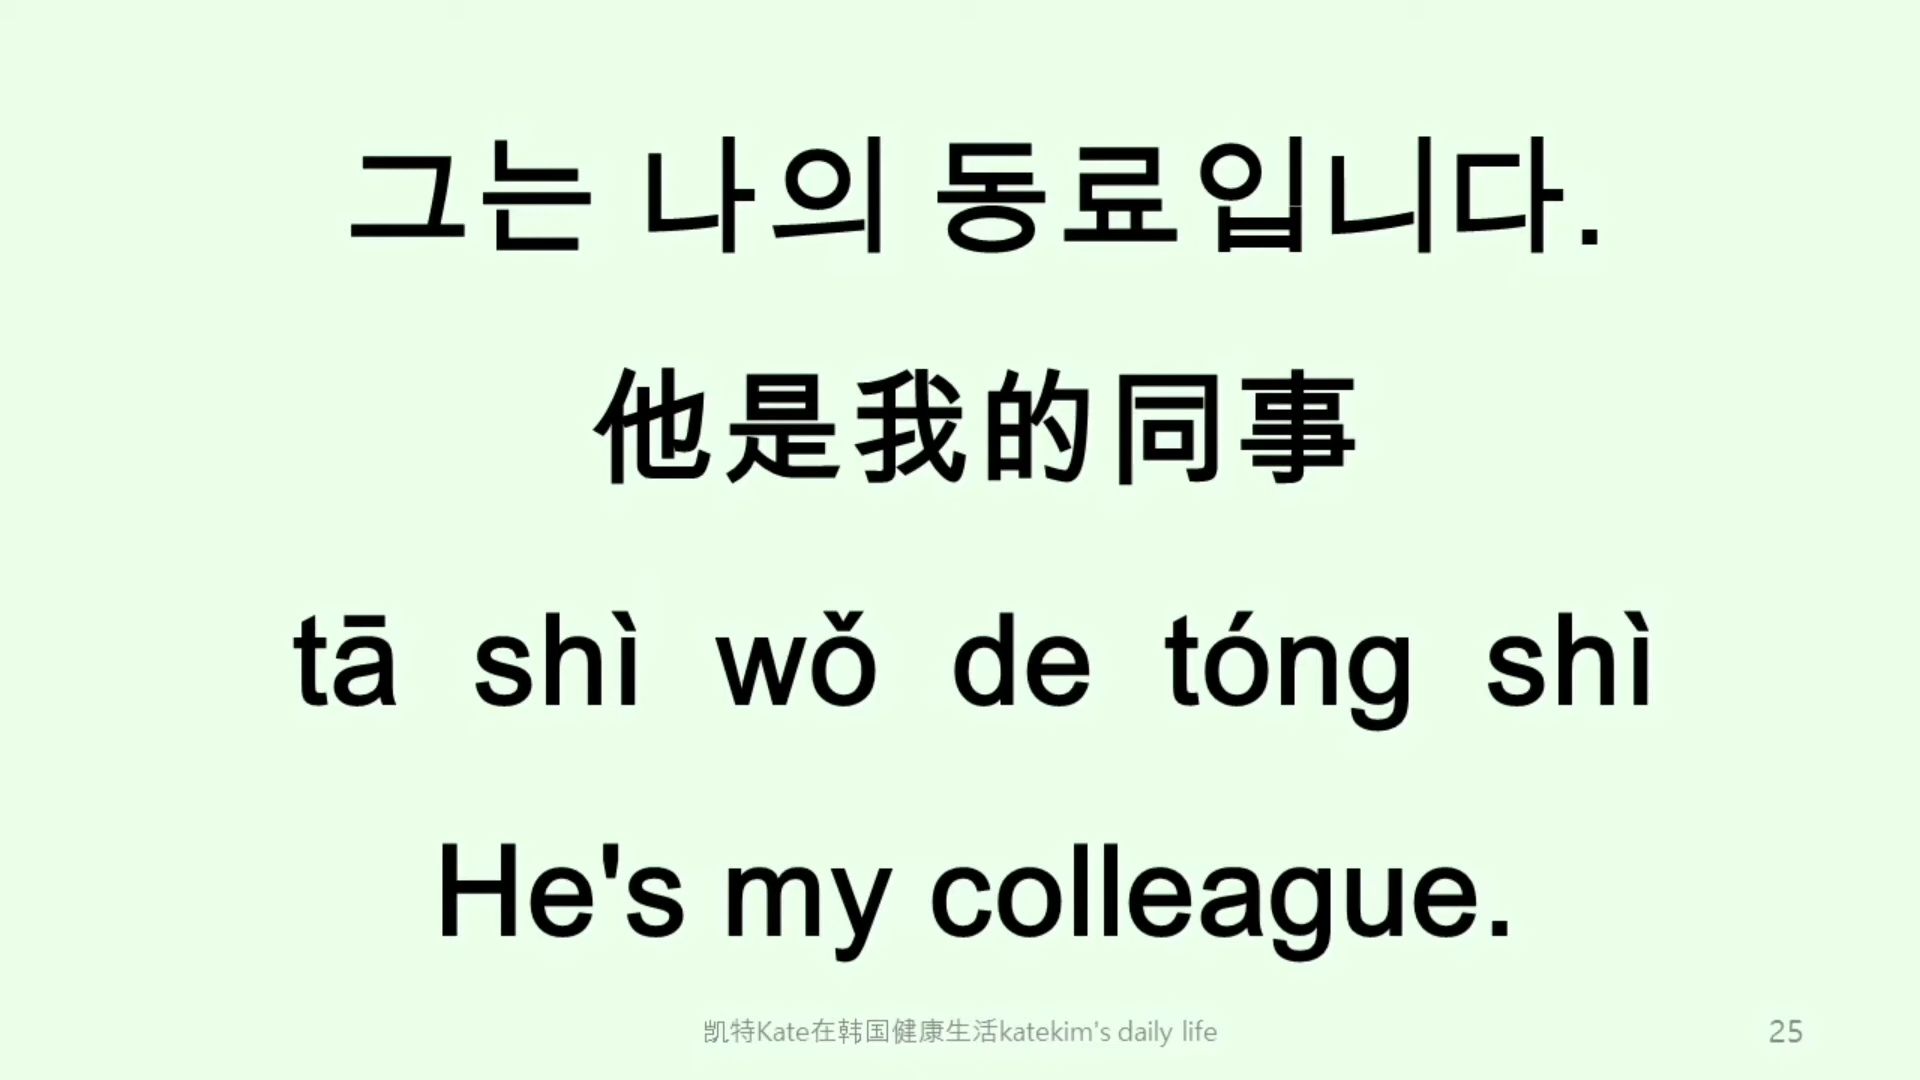 그는 나의 동료입니다.
他是我的同事
tā shì wǒ de tóng shì
He's my colleague.
凯特Kate在韩国健康生活katekim's daily life
25